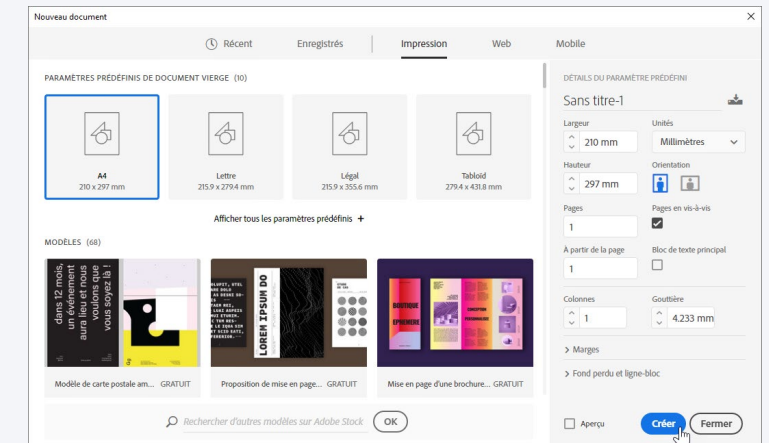 Nouveau document
Récent Enregistrés Impression Web Mobile
PARAMÈTRES PRÉDÉFINIS DE DOCUMENT VIERGE (10)
A4
210 x 297 mm
Lettre
215.9 x 279.4 mm
Légal
215.9 x 355.6 mm
Tabloïd
279.4 x 431.8 mm
Afficher tous les paramètres prédéfinis +
MODÈLES (68)
dans 12 mois,
un événement
aura lieu et nous
voulons que
vous soyez là !
LOREM IPSUM DO
BOUTIQUE
EPHEMERE
CONCEPTION
PERSONNALISEE
Modèle de carte postale am... GRATUIT
Proposition de mise en page... GRATUIT
Mise en page d'une brochure... GRATUIT
Rechercher d'autres modèles sur Adobe Stock OK
DÉTAILS DU PARAMÈTRE PRÉDÉFINI
Sans titre-1
Largeur Unités
210 mm Millimètres
Hauteur Orientation
297 mm
Pages Pages en vis-à-vis
1
À partir de la page Bloc de texte principal
1
Colonnes Gouttière
1 4.233 mm
> Marges
> Fond perdu et ligne-bloc
Aperçu Créer Fermer